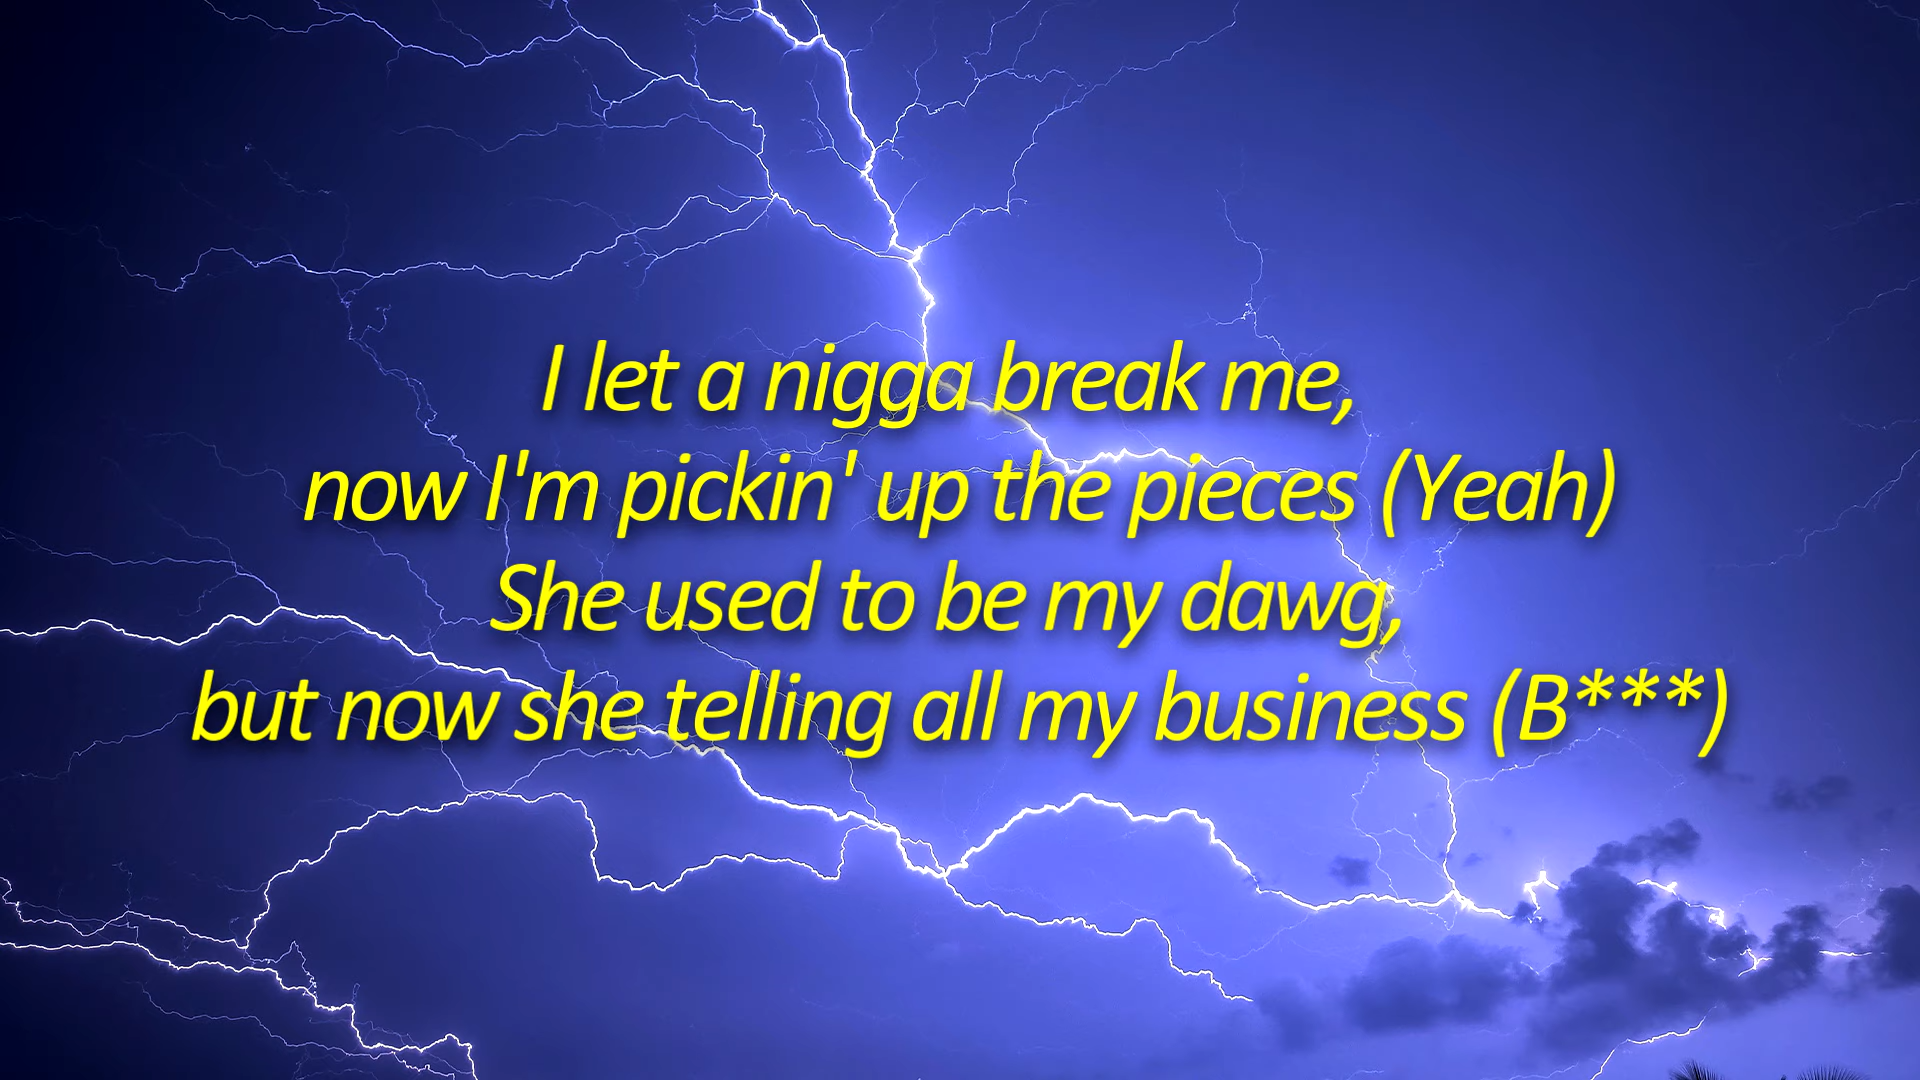 I let a nigga break me,
now I'm pickin' up the pieces (Yeah)
She used to be my dawg,
but now she telling all my business (B***)